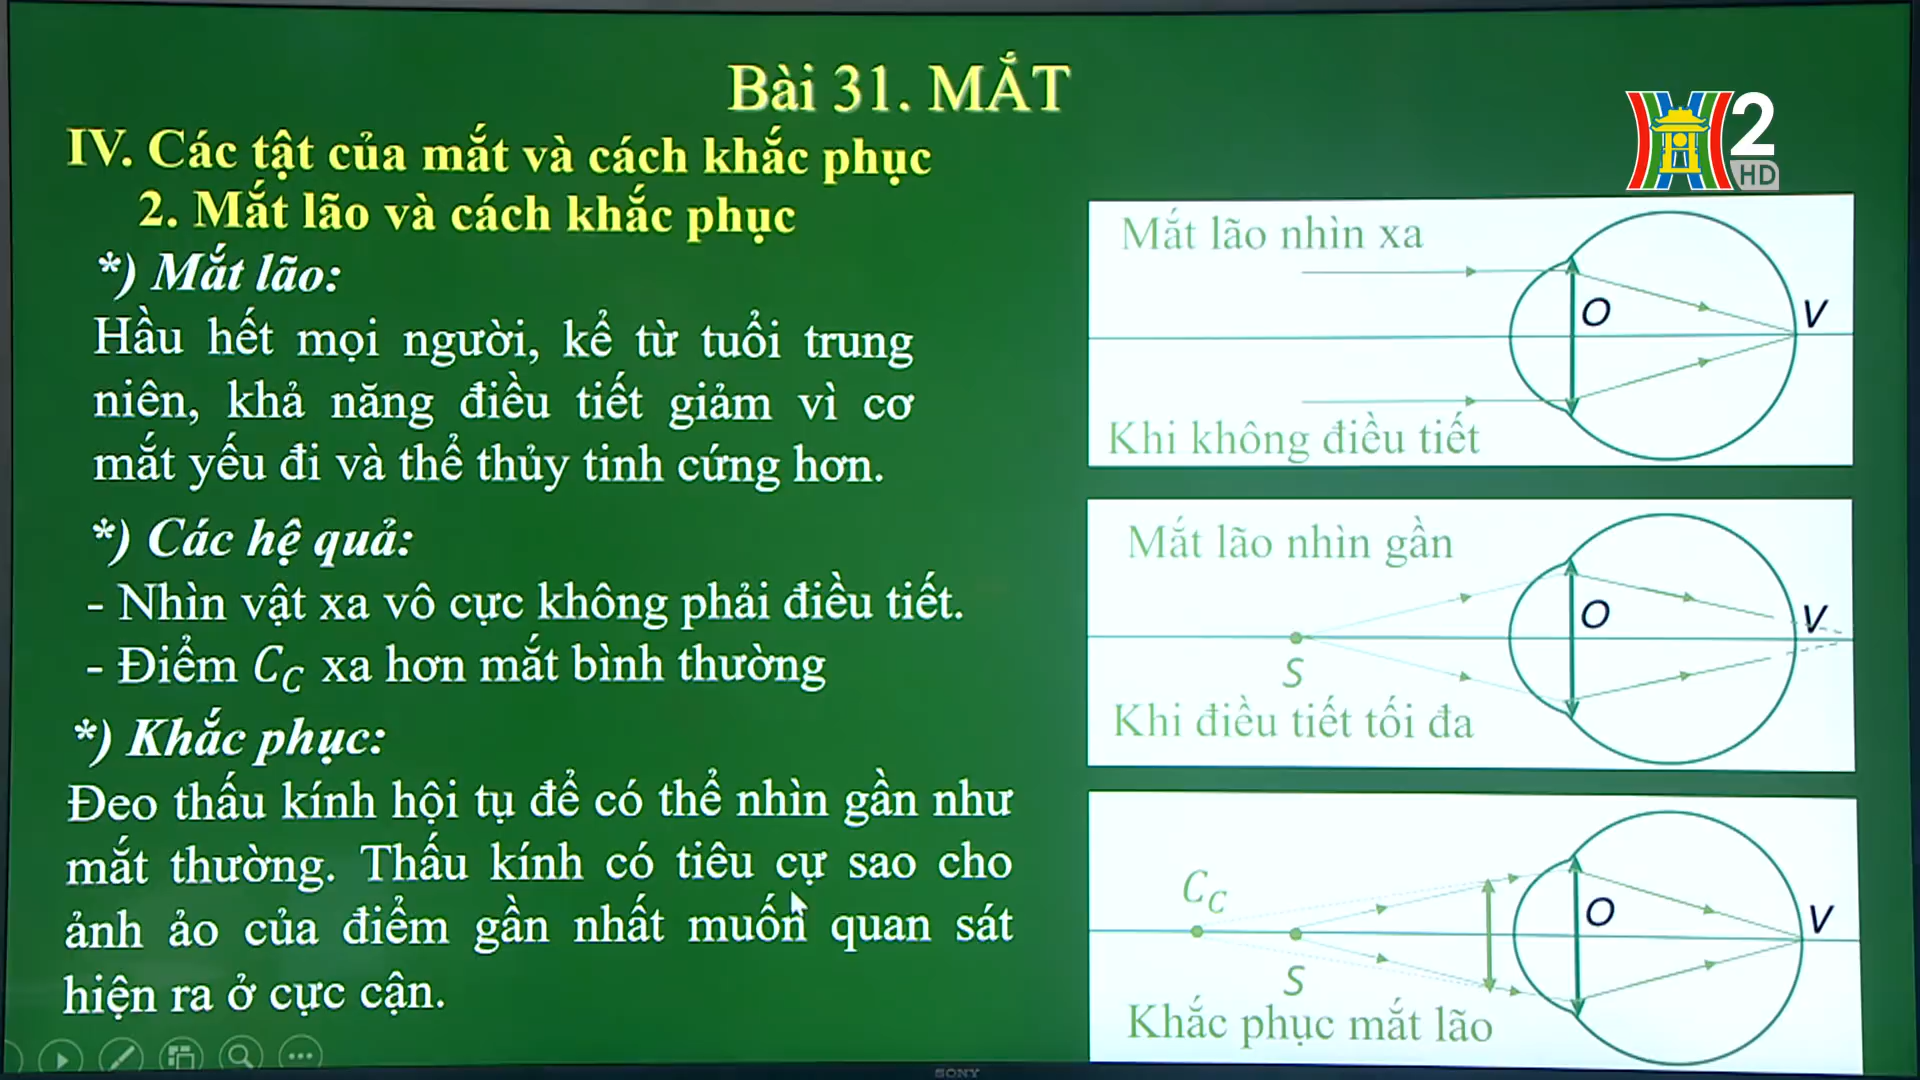 Bài 31. MẮT
2
HD
IV. Các tật của mắt và cách khắc phục
2. Mắt lão và cách khắc phục
*) Mắt lão:
Hầu hết mọi người, kể từ tuổi trung
niên, khả năng điều tiết giảm vì cơ
mắt yếu đi và thể thủy tinh cứng hơn.
*) Các hệ quả:
- Nhìn vật xa vô cực không phải điều tiết.
- Điểm C_C xa hơn mắt bình thường
*) Khắc phục:
Đeo thấu kính hội tụ để có thể nhìn gần như
mắt thường. Thấu kính có tiêu cự sao cho
ảnh ảo của điểm gần nhất muốn quan sát
hiện ra ở cực cận.
Mắt lão nhìn xa
O
V
Khi không điều tiết
Mắt lão nhìn gần
O
V
S
Khi điều tiết tối đa
C_C
O
V
S
Khắc phục mắt lão
SONY